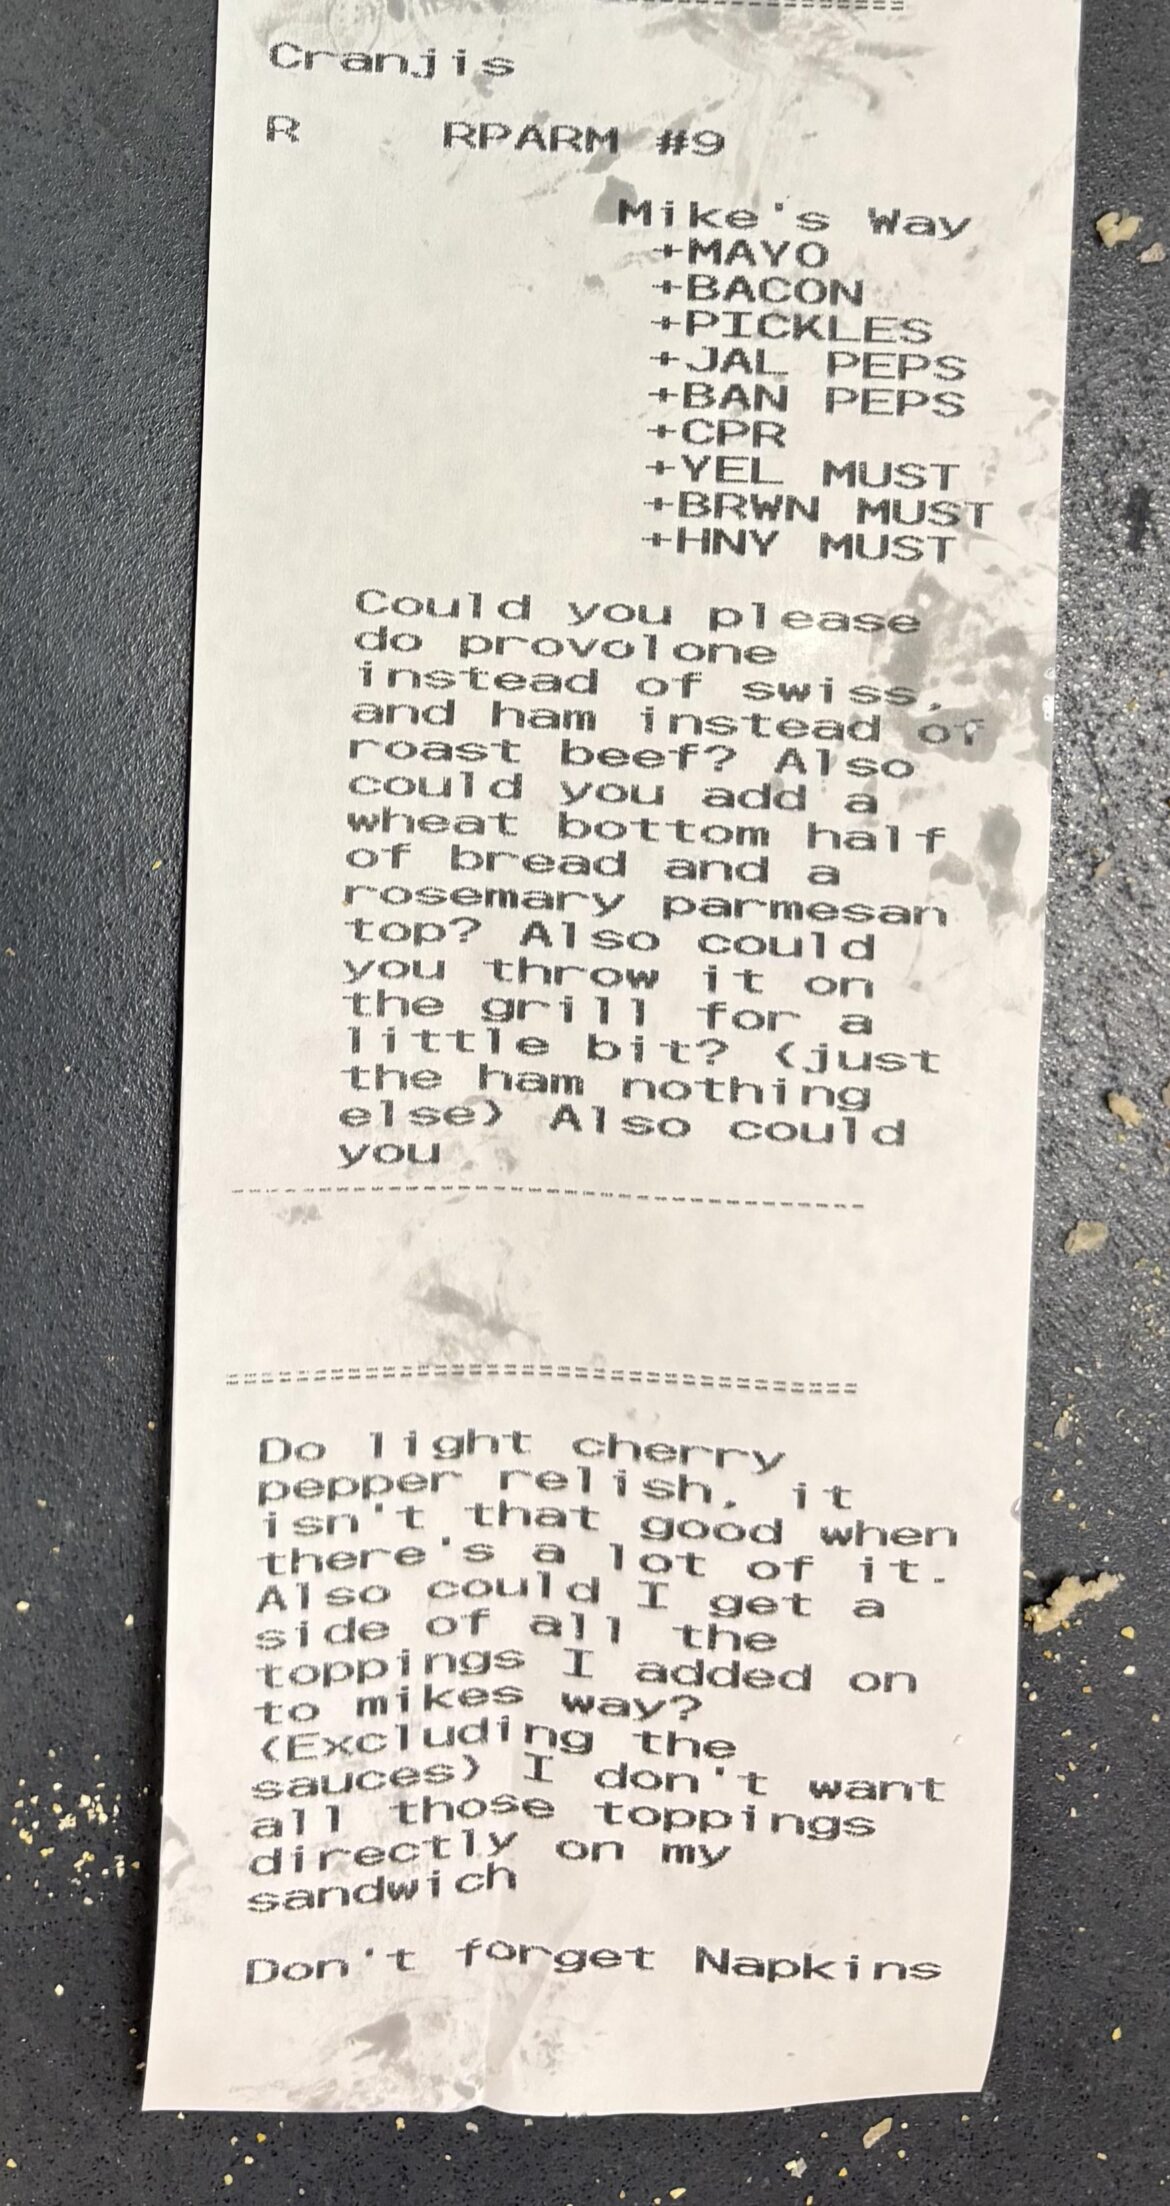 Cranjis
R RPARM #9
Mike's Way
+MAYO
+BACON
+PICKLES
+JAL PEPS
+BAN PEPS
+CPR
+YEL MUST
+BRWN MUST
+HNY MUST
Could you please
do provolone
instead of swiss,
and ham instead of
roast beef? Also
could you add a
wheat bottom half
of bread and a
rosemary parmesan
top? Also could
you throw it on
the grill for a
little bit? (just
the ham nothing
else) Also could
you
Do light cherry
pepper relish, it
isn't that good when
there's a lot of it.
Also could I get a
side of all the
toppings I added on
to mikes way?
(Excluding the
sauces) I don't want
all those toppings
directly on my
sandwich
Don't forget Napkins